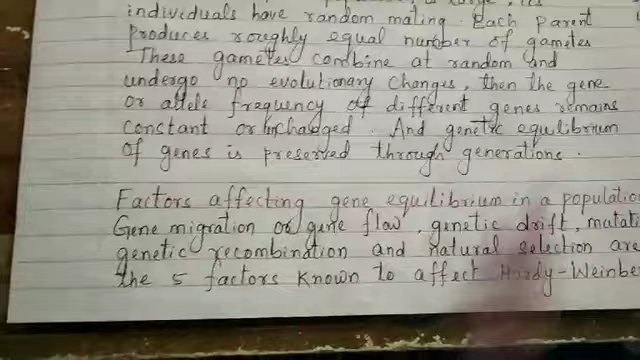 individuals have random mating. Each parent
Produces roughly equal number of gametes
These gametes combine at random and
undergo no evolutionary changes, then the gene
or allele frequency of different genes remains
constant or unchanged. And genetic equilibrium
of genes is preserved through generations.
Factors affecting gene equilibrium in a populatio
Gene migration or gene flow, genetic drift, mutati
genetic recombination and natural selection are
the 5 factors known to affect Hardy-Weinbe